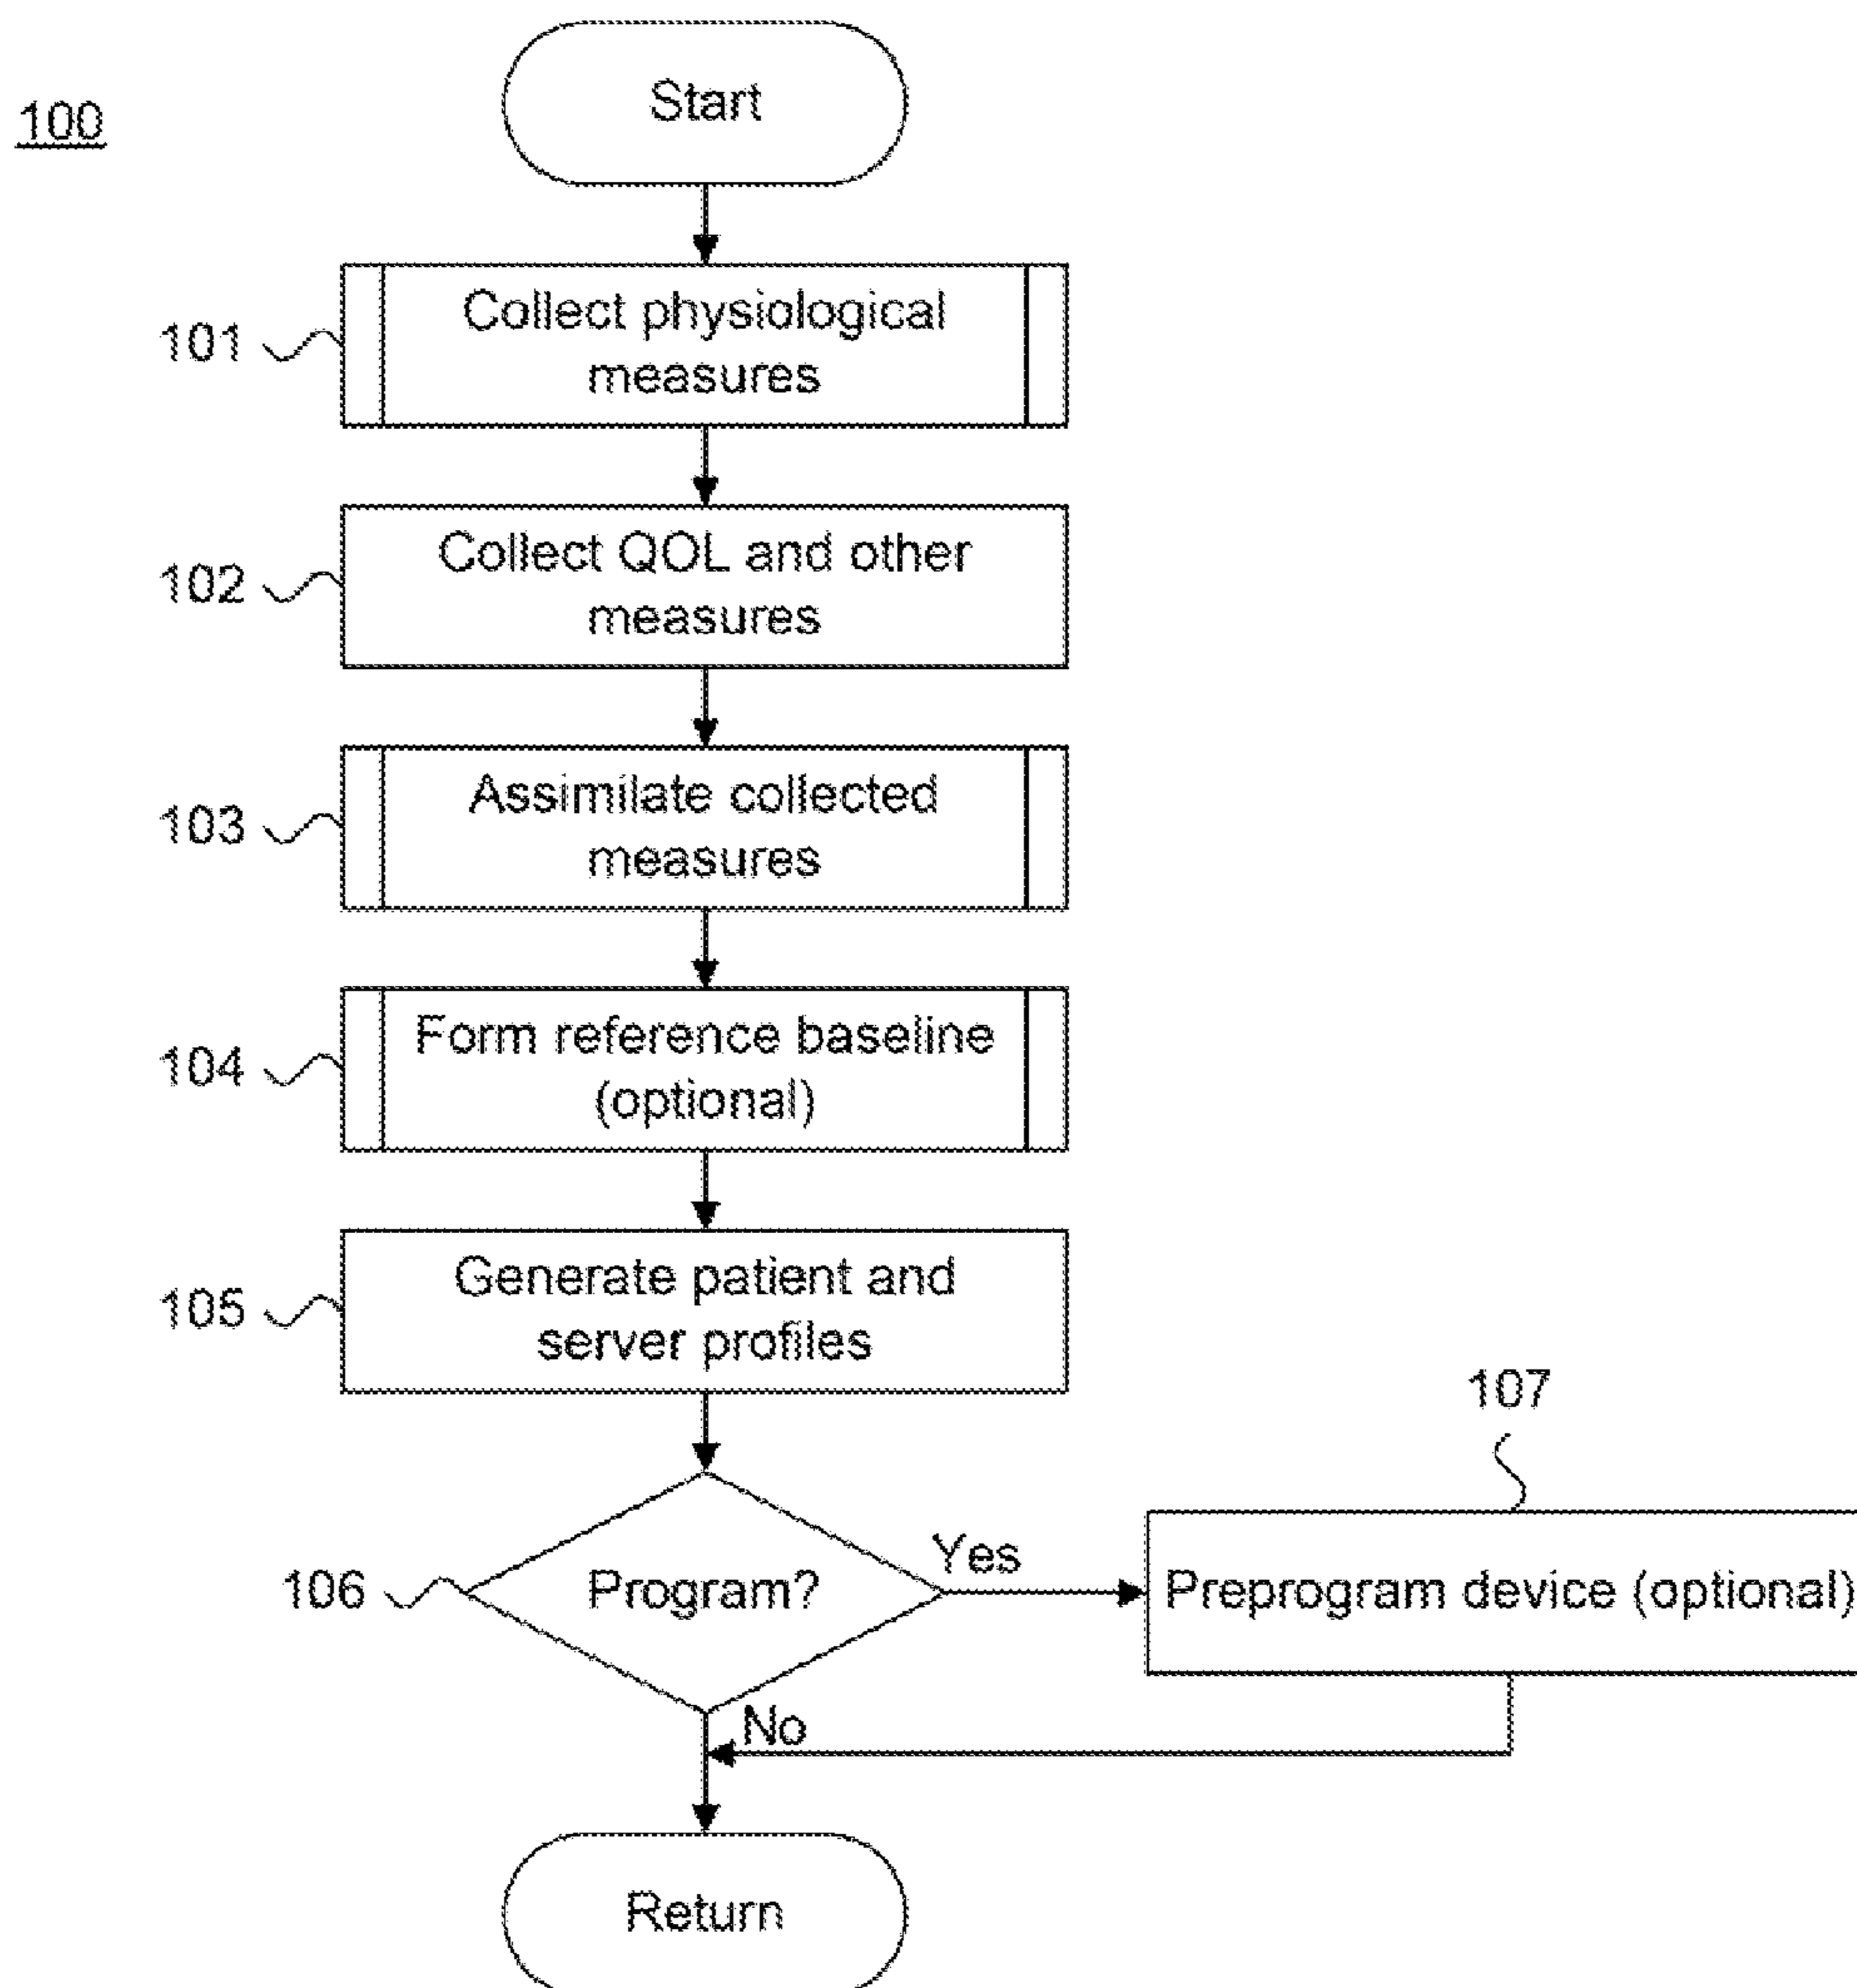 100
Start
101
Collect physiological
measures
102
Collect QOL and other
measures
103
Assimilate collected
measures
104
Form reference baseline
(optional)
105
Generate patient and
server profiles
107
106
Program?
Yes
Preprogram device (optional)
No
Return